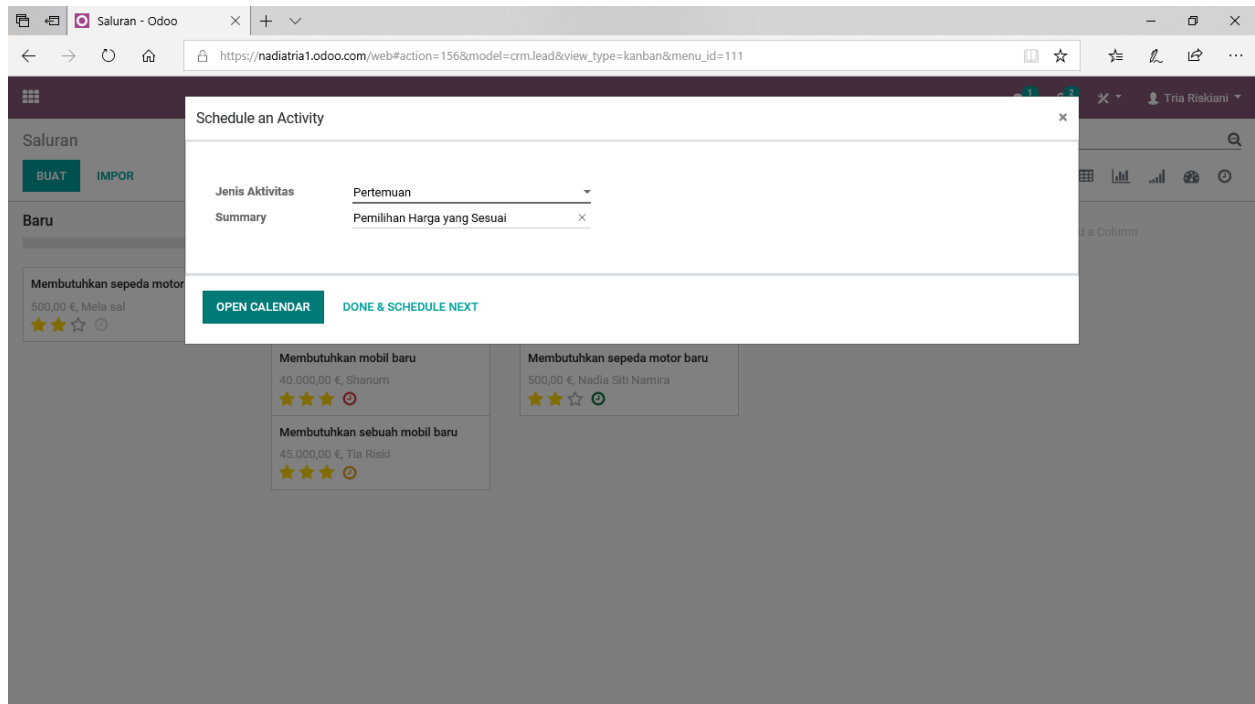 Saluran - Odoo
https://nadiatria1.odoo.com/web#action=156&model=crm.lead&view_type=kanban&menu_id=111
1
2
Tria Riskiani
Schedule an Activity
Saluran
BUAT
IMPOR
Jenis Aktivitas
Pertemuan
Summary
Pemilihan Harga yang Sesuai
Baru
a Column
OPEN CALENDAR
DONE & SCHEDULE NEXT
Membutuhkan sepeda motor
500,00 €, Mela sal
Membutuhkan mobil baru
40.000,00 €, Shanum
Membutuhkan sepeda motor baru
500,00 €, Nadia Siti Namira
Membutuhkan sebuah mobil baru
45.000,00 €, Tia Riski